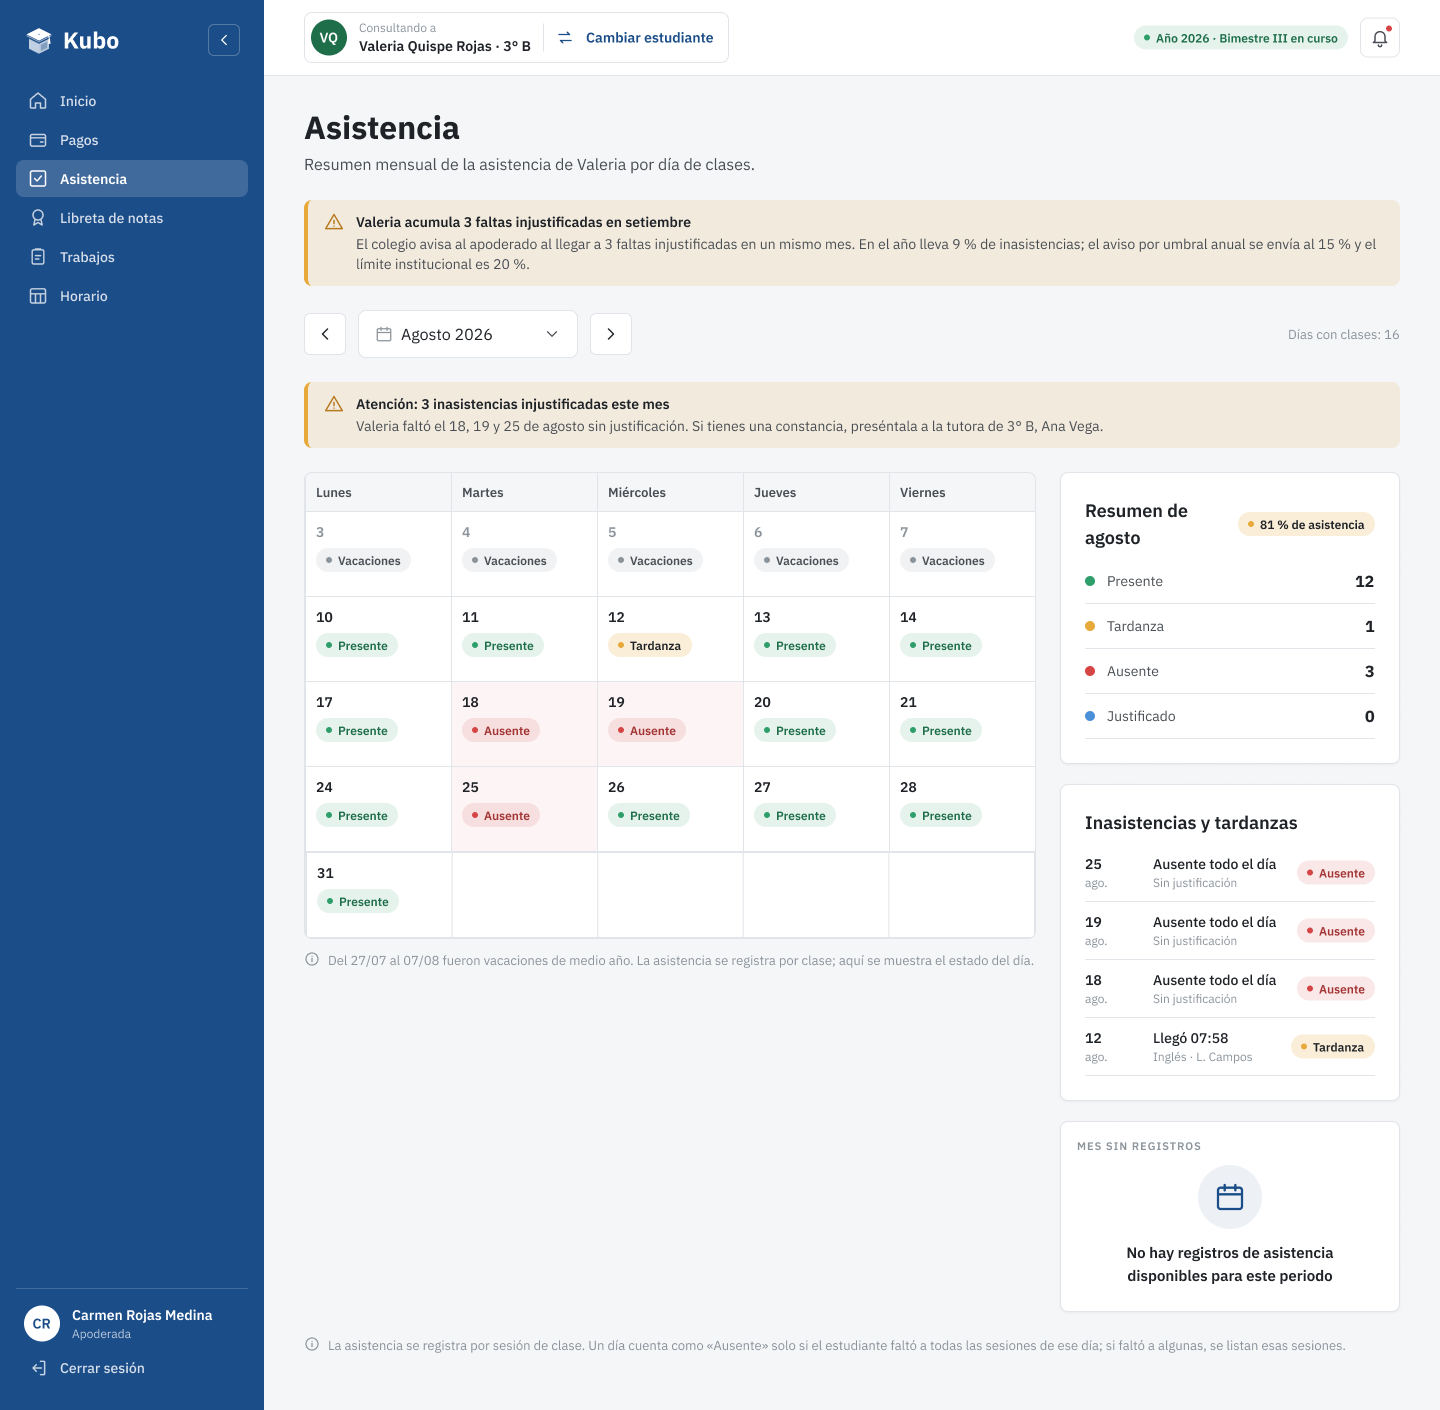 Kubo
Inicio
Pagos
Asistencia
Libreta de notas
Trabajos
Horario
CR
Carmen Rojas Medina
Apoderada
Cerrar sesión
VQ
Consultando a
Valeria Quispe Rojas · 3° B
Cambiar estudiante
Año 2026 · Bimestre III en curso
Asistencia
Resumen mensual de la asistencia de Valeria por día de clases.
Valeria acumula 3 faltas injustificadas en setiembre
El colegio avisa al apoderado al llegar a 3 faltas injustificadas en un mismo mes. En el año lleva 9 % de inasistencias; el aviso por umbral anual se envía al 15 % y el
límite institucional es 20 %.
Agosto 2026
Días con clases: 16
Atención: 3 inasistencias injustificadas este mes
Valeria faltó el 18, 19 y 25 de agosto sin justificación. Si tienes una constancia, preséntala a la tutora de 3° B, Ana Vega.
Lunes Martes Miércoles Jueves Viernes
3 4 5 6 7
Vacaciones Vacaciones Vacaciones Vacaciones Vacaciones
10 11 12 13 14
Presente Presente Tardanza Presente Presente
17 18 19 20 21
Presente Ausente Ausente Presente Presente
24 25 26 27 28
Presente Ausente Presente Presente Presente
31
Presente
Del 27/07 al 07/08 fueron vacaciones de medio año. La asistencia se registra por clase; aquí se muestra el estado del día.
Resumen de
agosto
81 % de asistencia
Presente 12
Tardanza 1
Ausente 3
Justificado 0
Inasistencias y tardanzas
25 Ausente todo el día Ausente
ago. Sin justificación
19 Ausente todo el día Ausente
ago. Sin justificación
18 Ausente todo el día Ausente
ago. Sin justificación
12 Llegó 07:58 Tardanza
ago. Inglés · L. Campos
MES SIN REGISTROS
No hay registros de asistencia
disponibles para este periodo
La asistencia se registra por sesión de clase. Un día cuenta como «Ausente» solo si el estudiante faltó a todas las sesiones de ese día; si faltó a algunas, se listan esas sesiones.